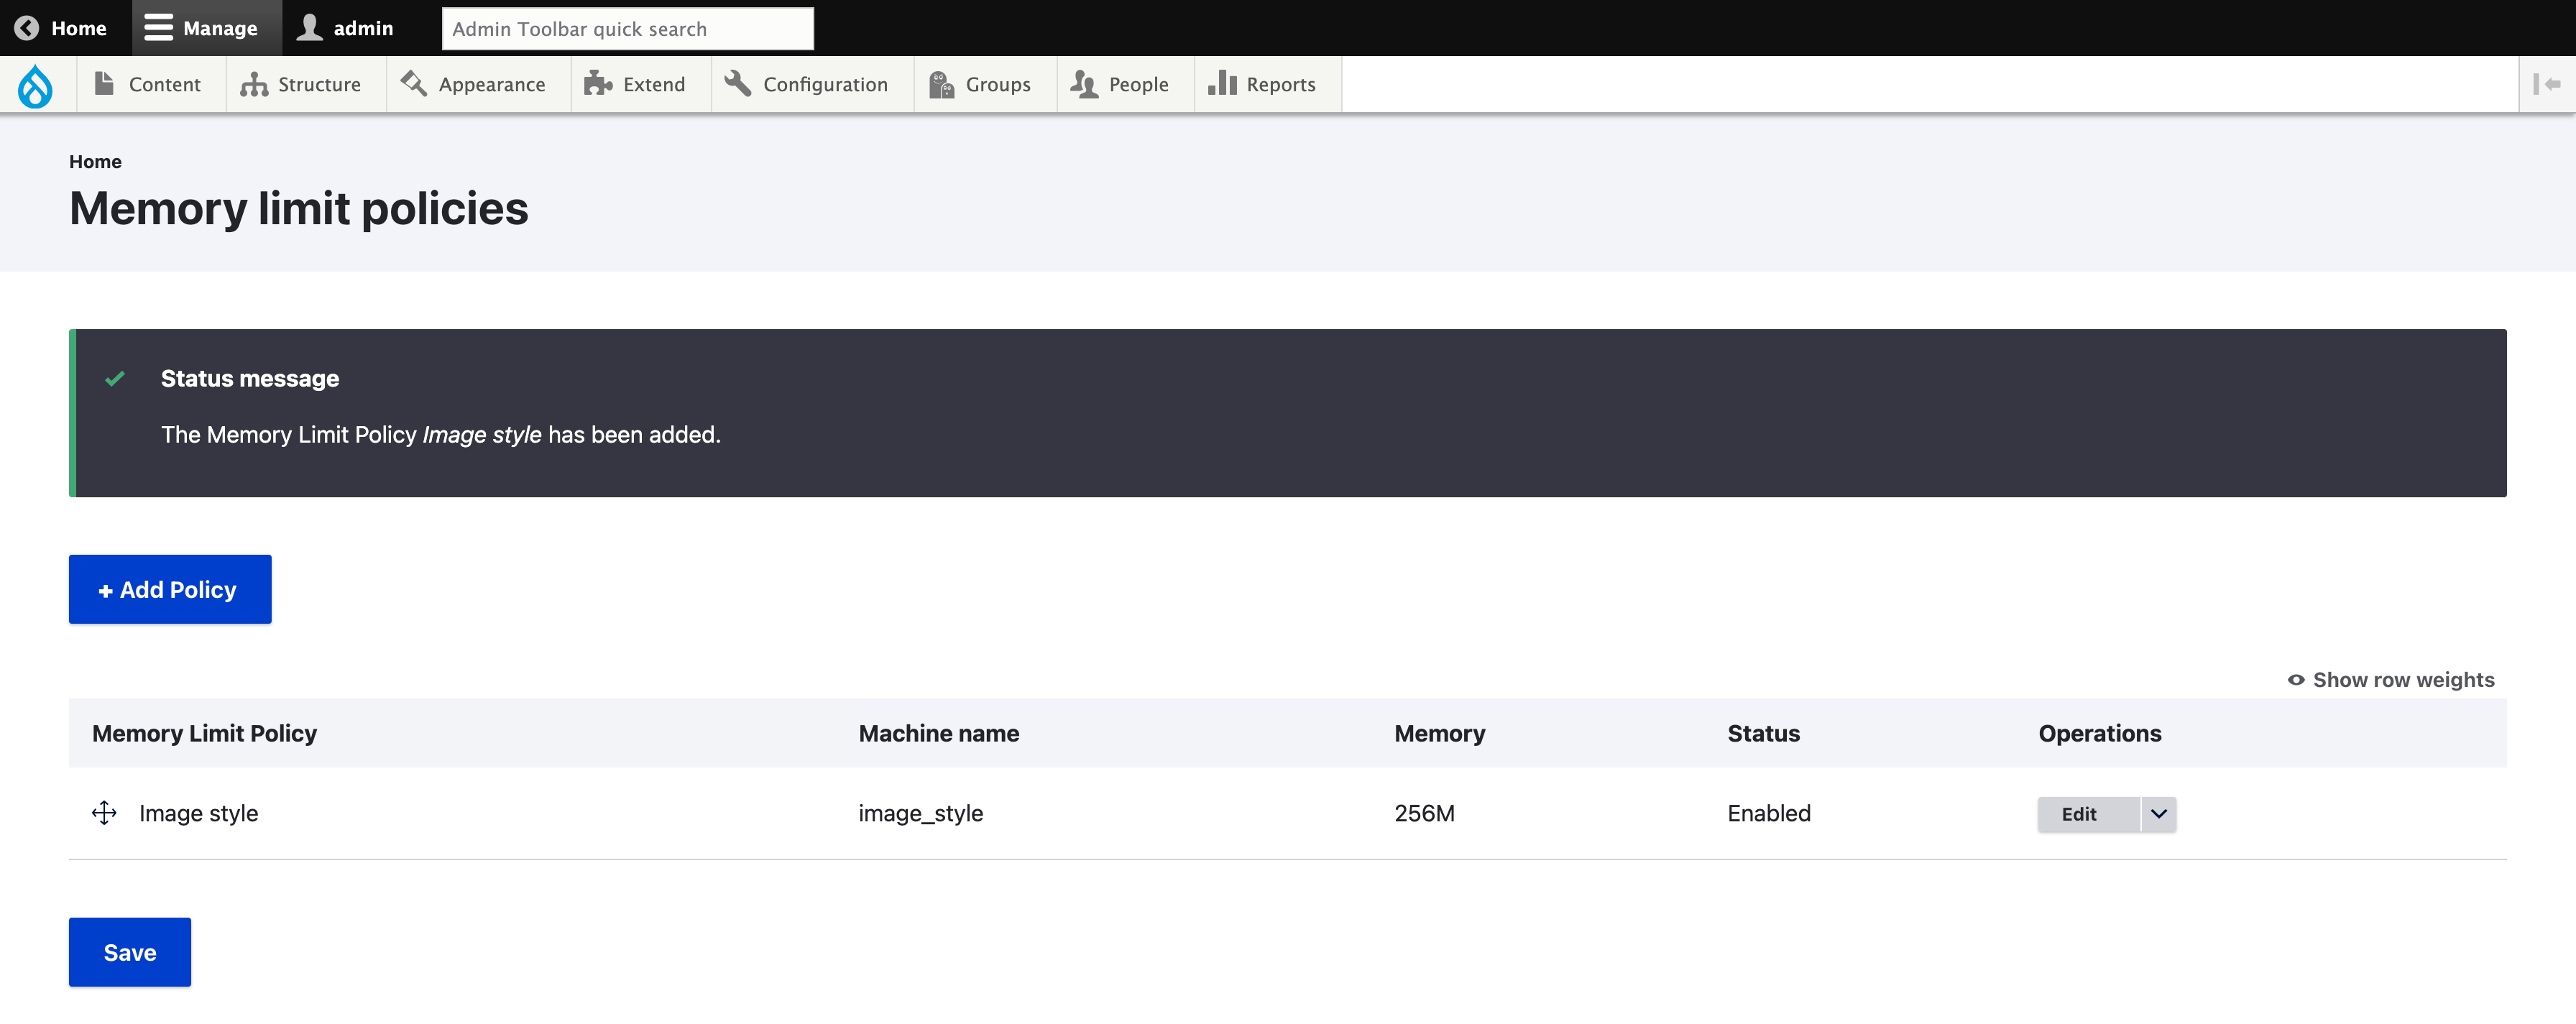 Home Manage admin Admin Toolbar quick search
Content Structure Appearance Extend Configuration Groups People Reports
Home
Memory limit policies
Status message
The Memory Limit Policy Image style has been added.
+ Add Policy
Show row weights
Memory Limit Policy Machine name Memory Status Operations
Image style image_style 256M Enabled Edit
Save